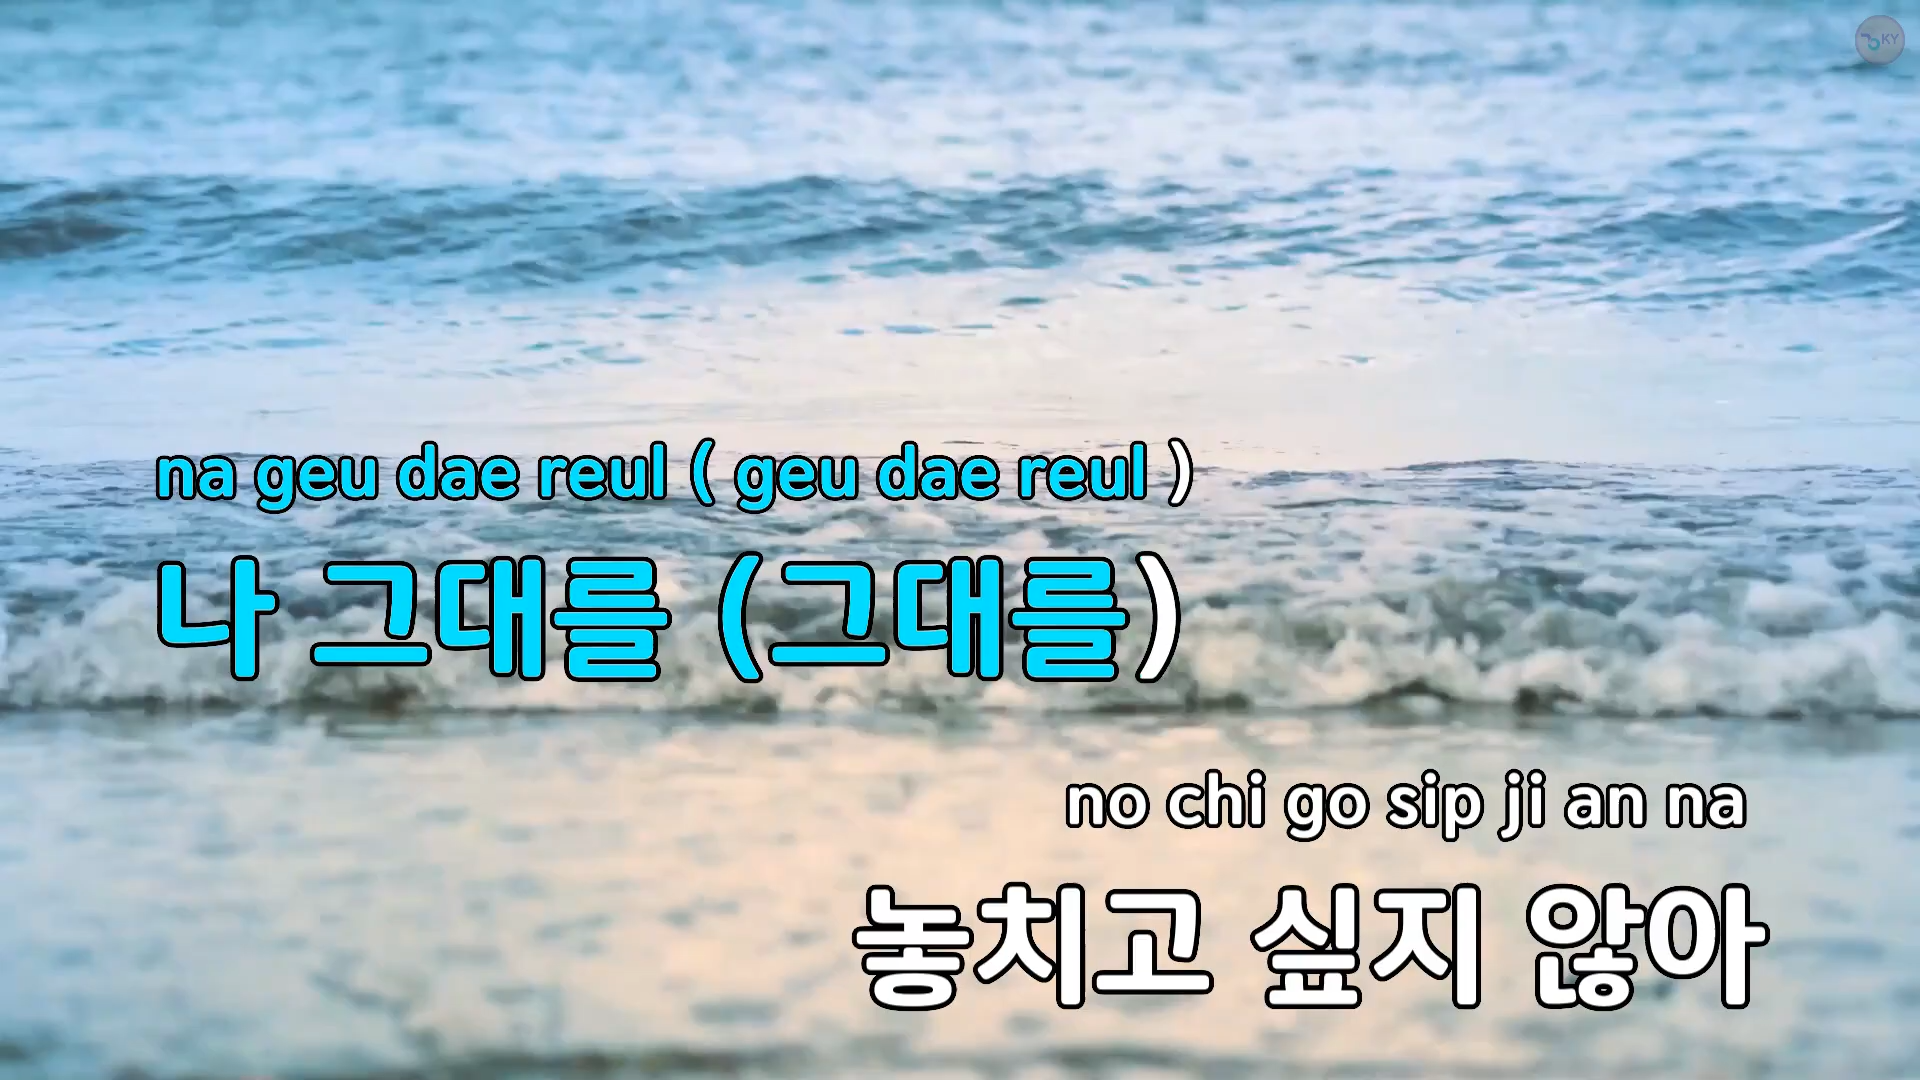 KY
na geu dae reul ( geu dae reul )
나 그대를 (그대를)
no chi go sip ji an na
놓치고 싶지 않아